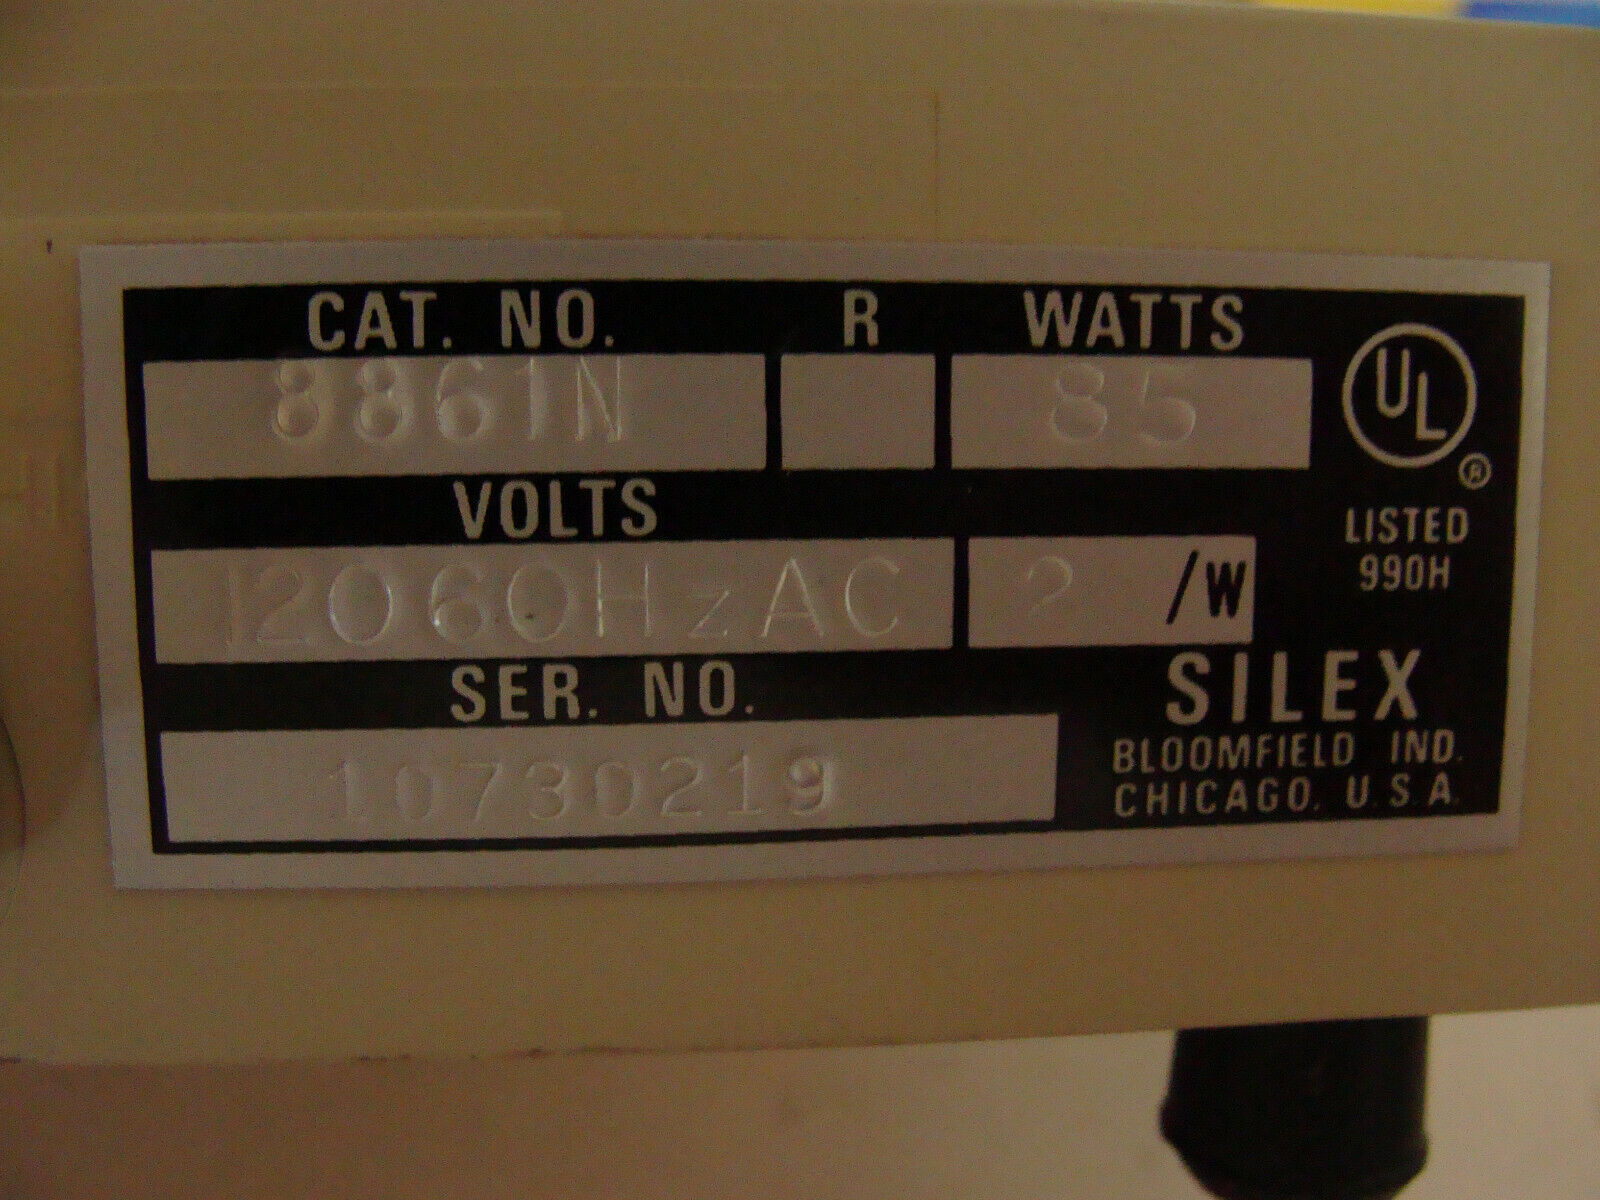 CAT. NO. R WATTS
8861N 85
UL
®
VOLTS
LISTED
990H
120 60HzAC 2 /W
SER. NO.
10730219
SILEX
BLOOMFIELD IND.
CHICAGO. U.S.A.